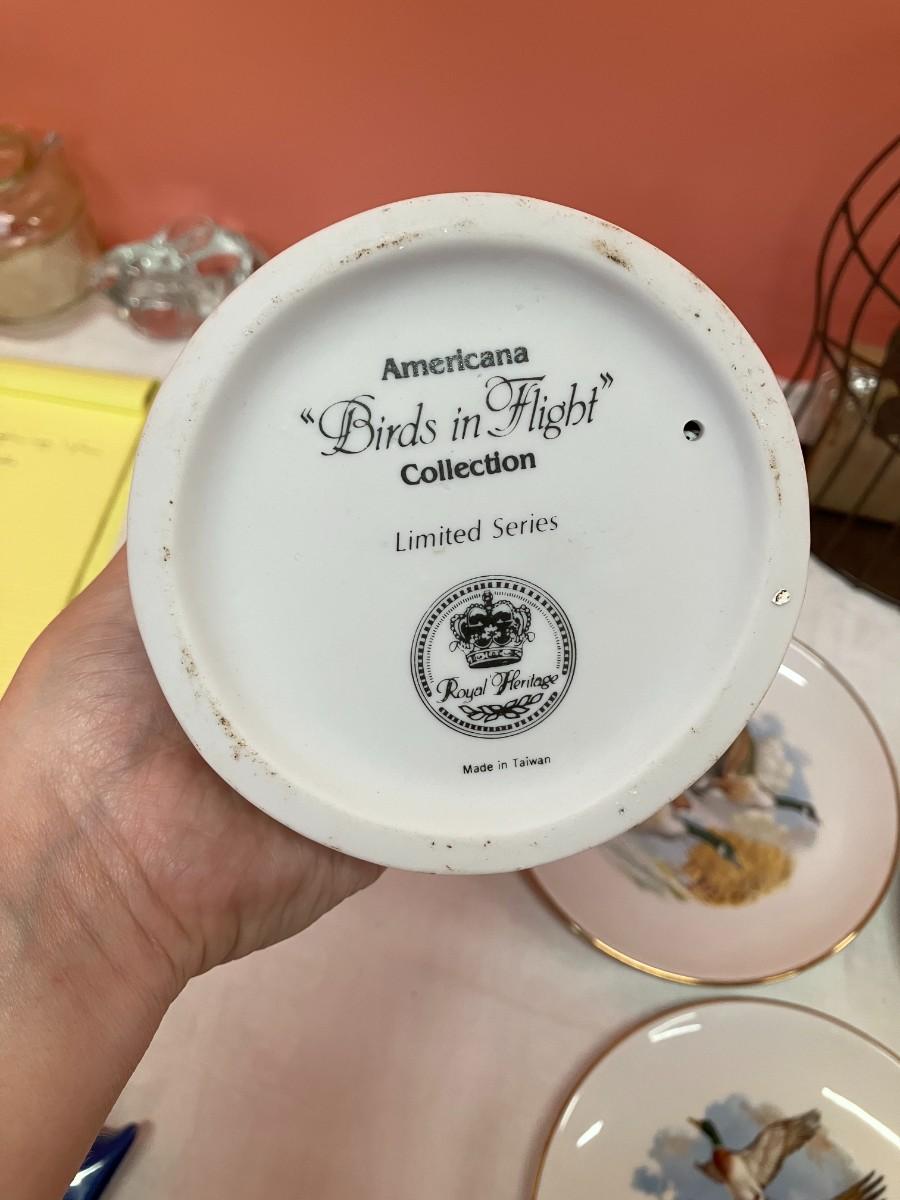 Americana
“Birds in Flight”
Collection
Limited Series
Royal Heritage
Made in Taiwan